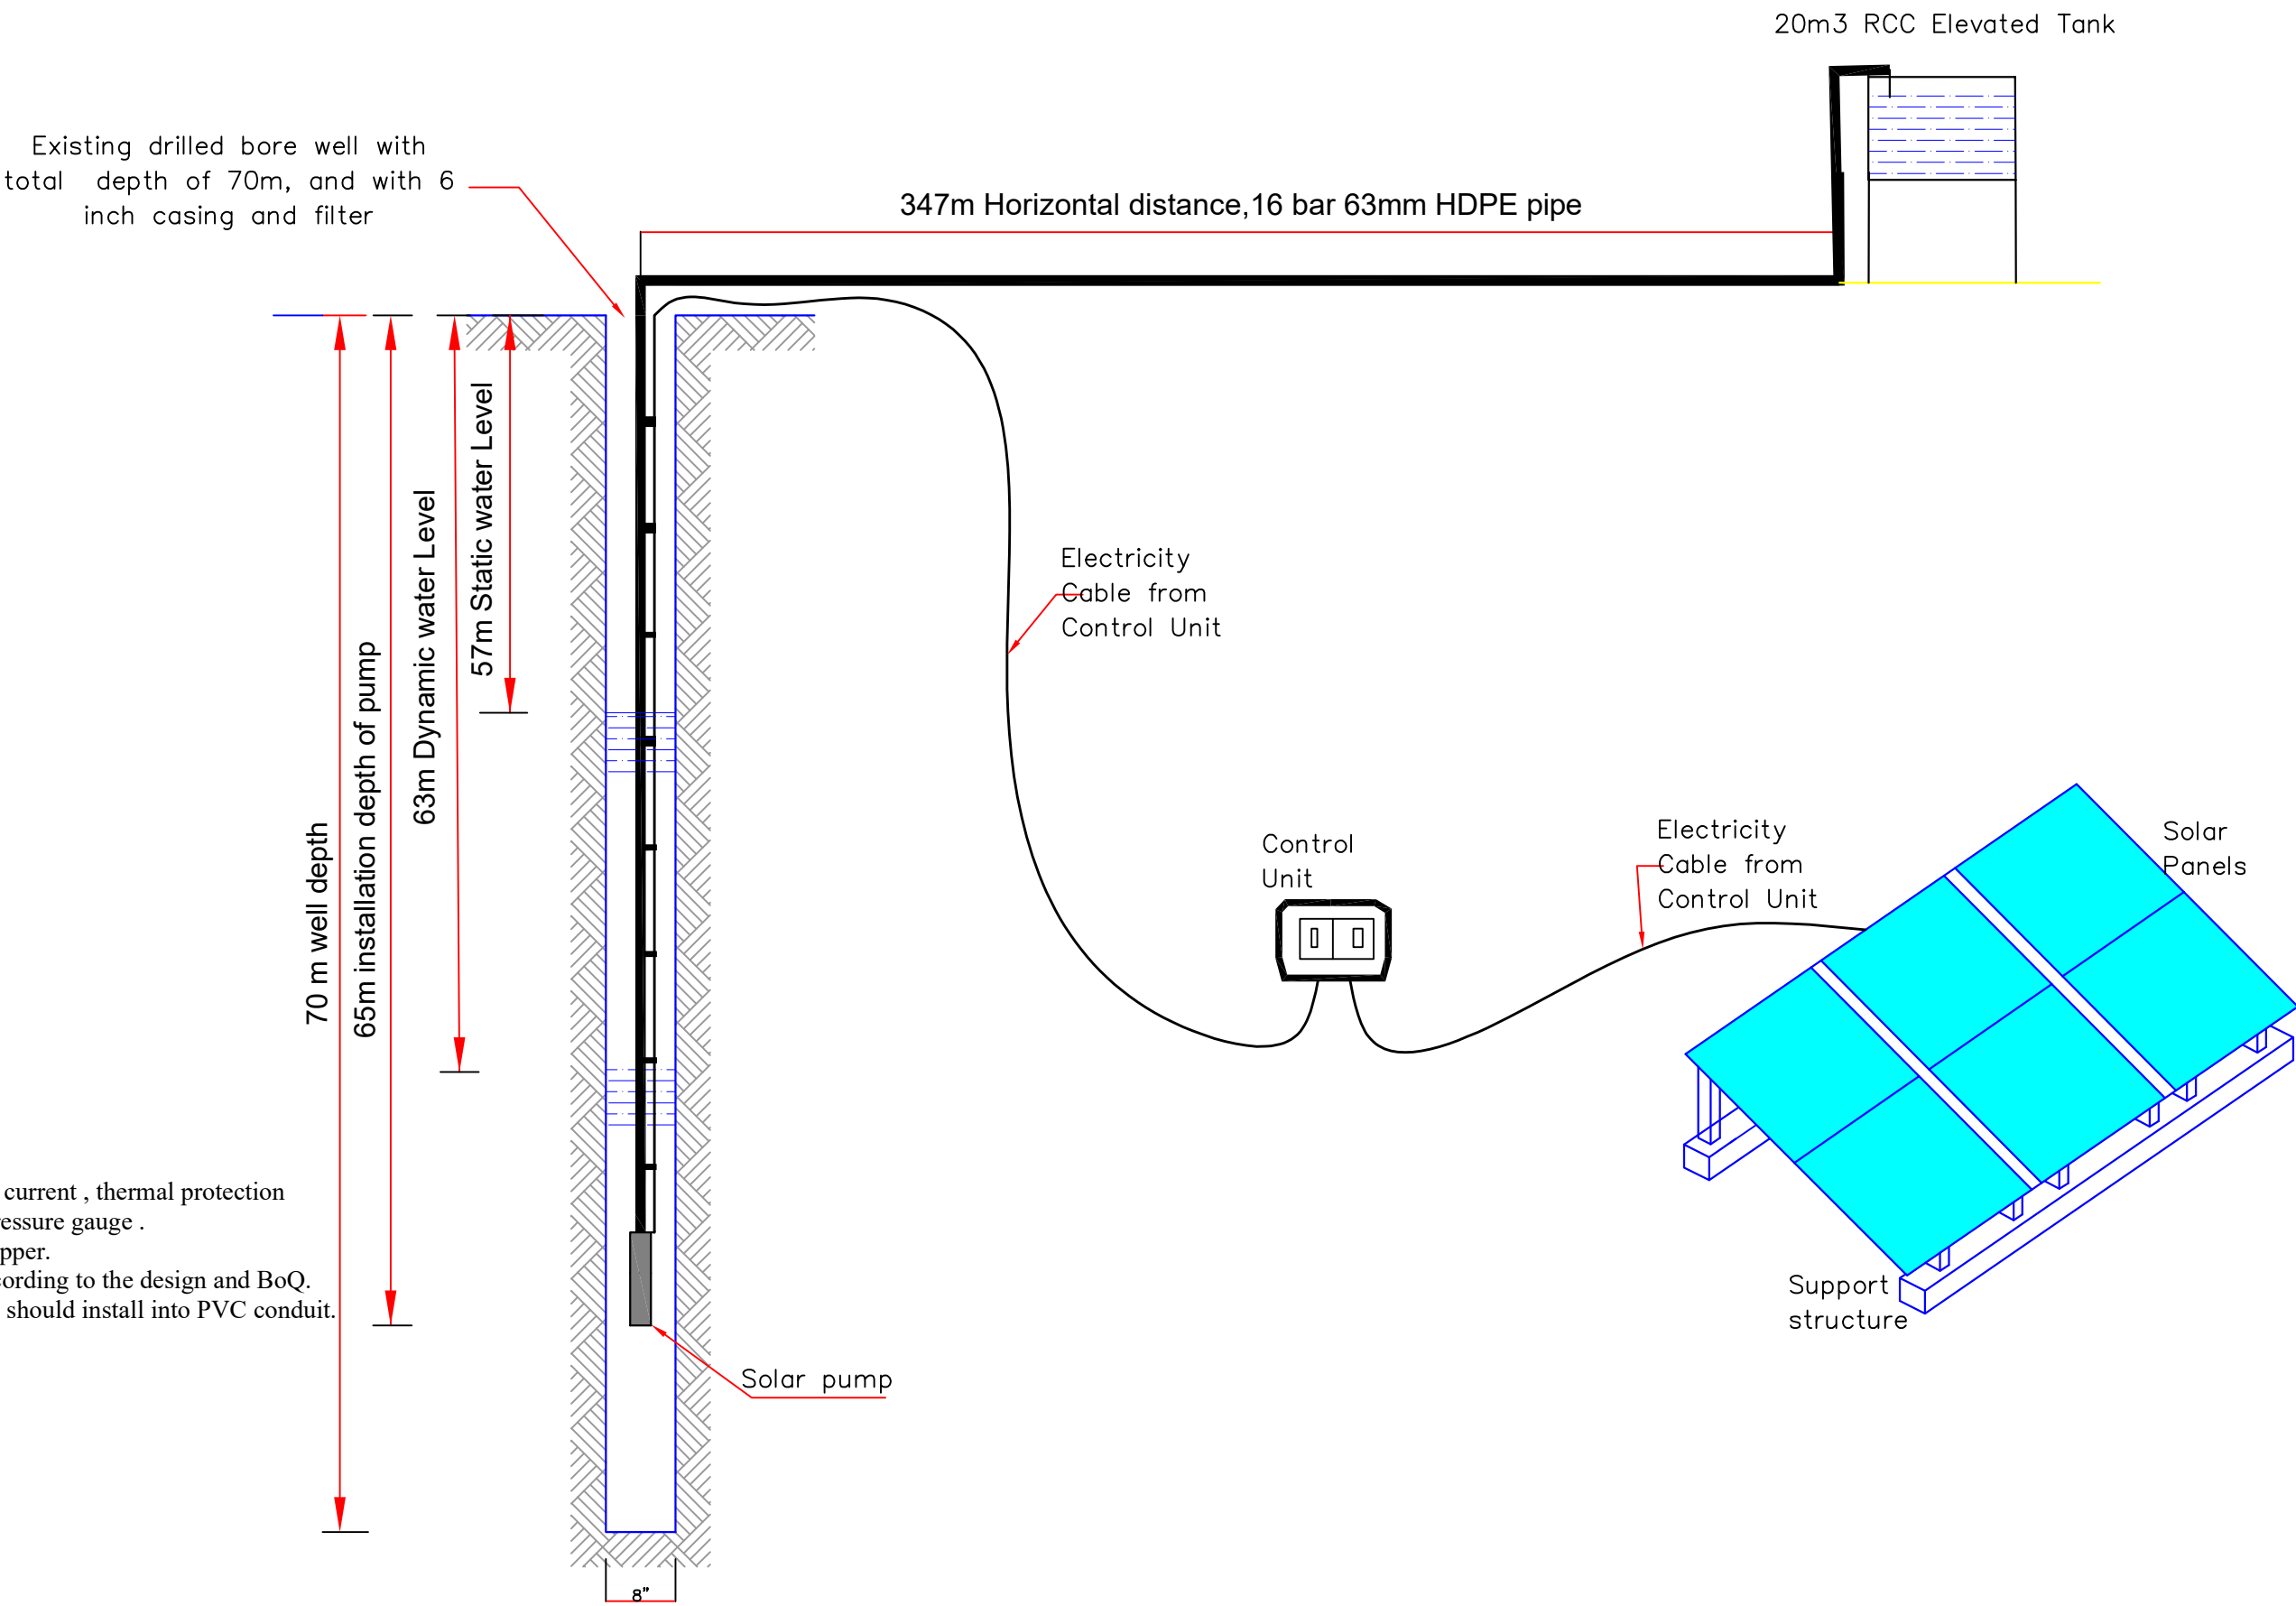 20m3 RCC Elevated Tank
Existing drilled bore well with
total depth of 70m, and with 6
inch casing and filter
347m Horizontal distance,16 bar 63mm HDPE pipe
57m Static water Level
63m Dynamic water Level
65m installation depth of pump
70 m well depth
Electricity
Cable from
Control Unit
Control
Unit
Electricity
Cable from
Control Unit
Solar
Panels
current , thermal protection
gauge .
according to the design and BoQ.
should install into PVC conduit.
Support
structure
Solar pump
8"